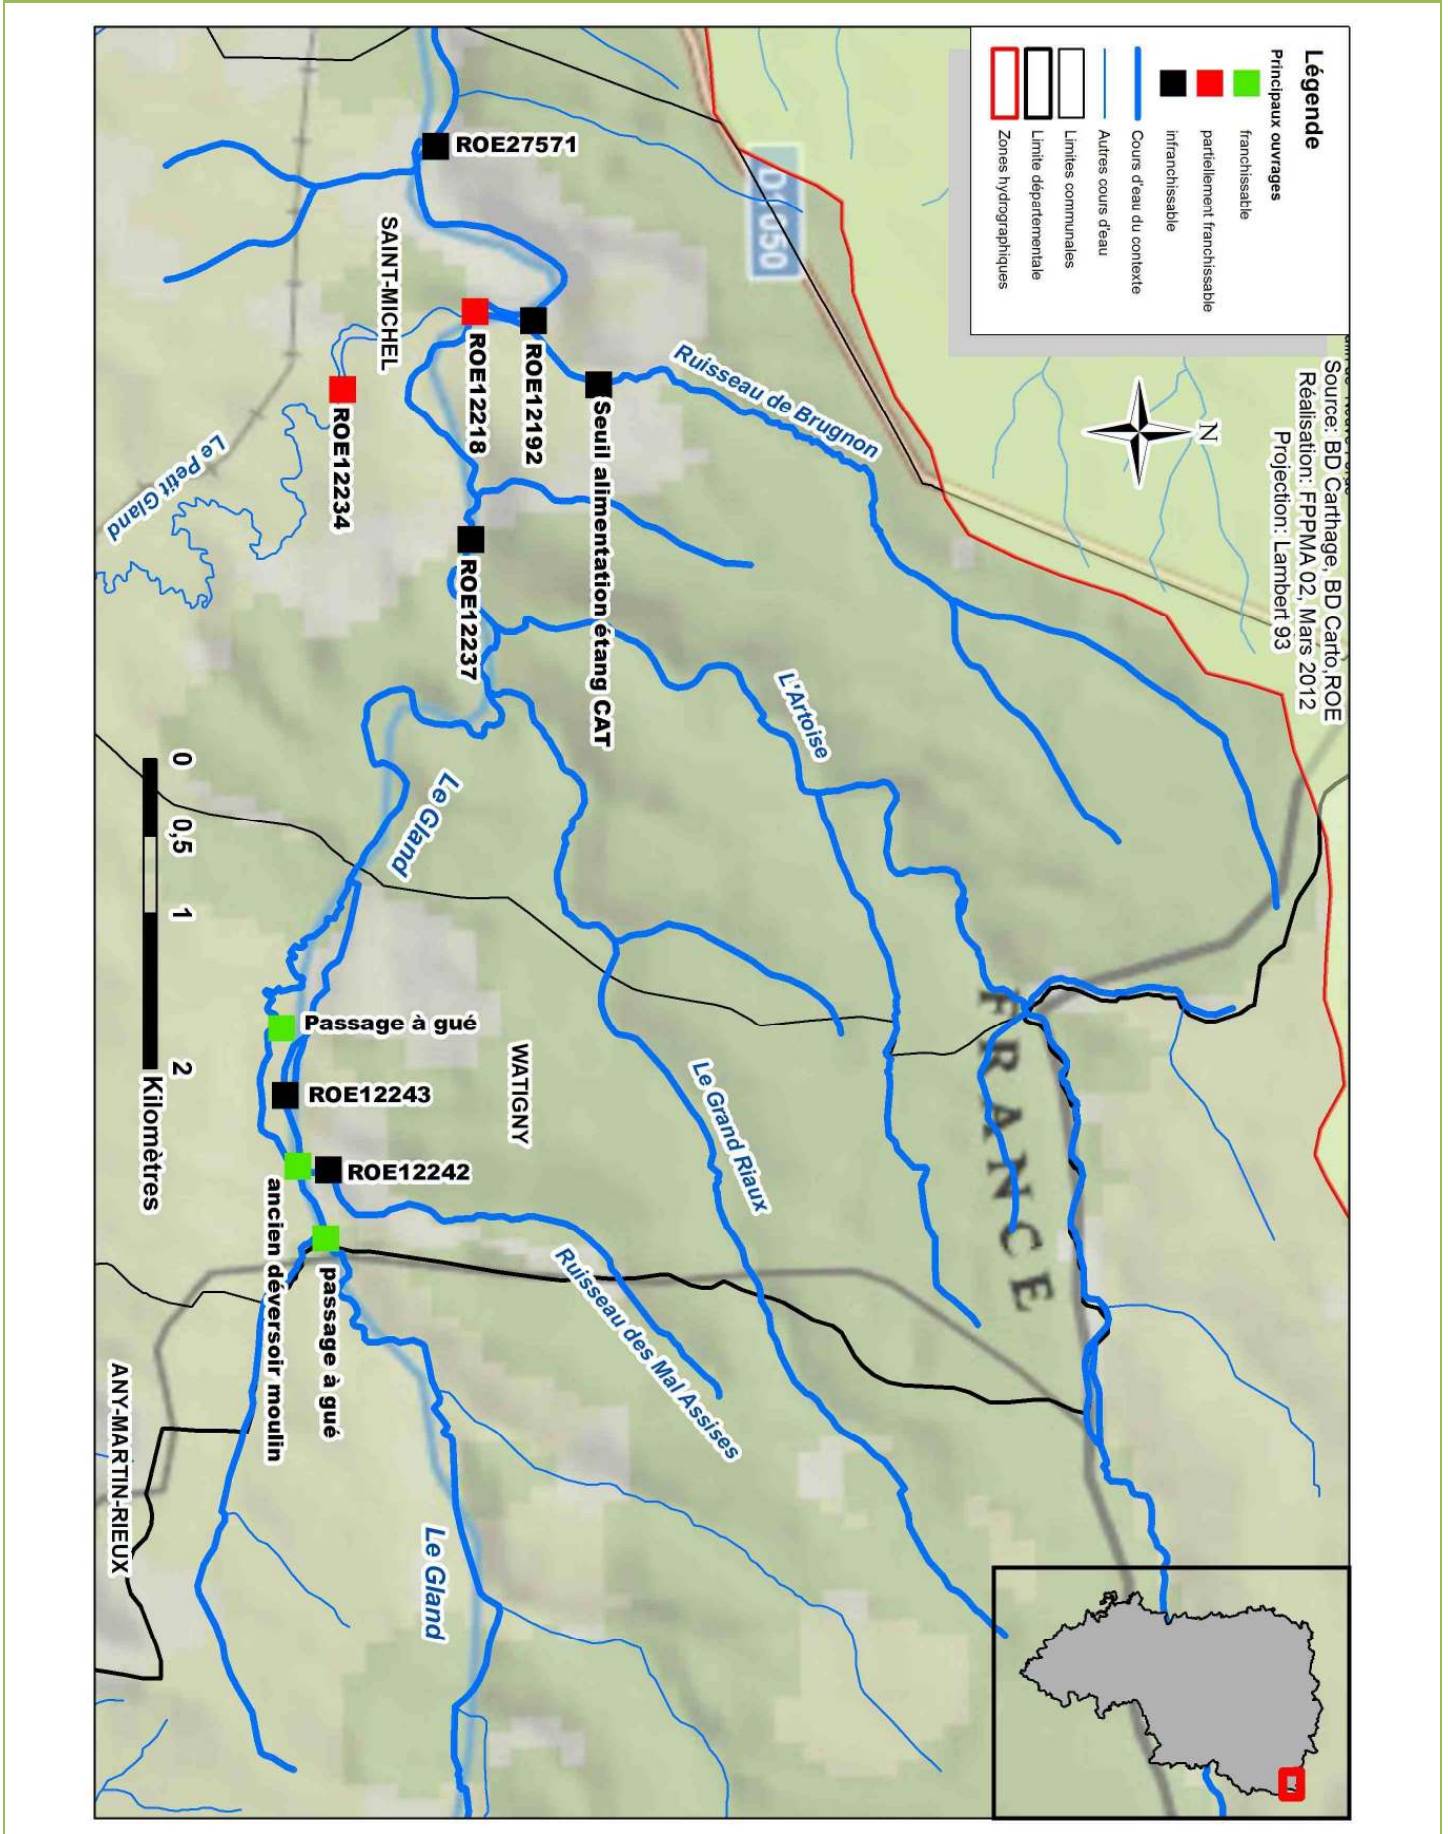 Légende
Principaux ouvrages
franchissable
partiellement franchissable
infranchissable
Cours d'eau du contexte
Autres cours d'eau
Limites communales
Limite départementale
Zones hydrographiques
Source: BD Carthage, BD Carto,ROE
Réalisation: FPPMA 02, Mars 2012
Projection: Lambert 93
N
D1050
ROE27571
SAINT-MICHEL
ROE12192
ROE12218
ROE12234
Seuil alimentation étang CAT
Ruisseau de Brugnon
Le Petit Gland
ROE12237
L'Artoise
Le Gland
FRANCE
Passage à gué
ROE12243
WATIGNY
Le Grand Riaux
ROE12242
ancien déversoir moulin
passage à gué
Ruisseau des Mal Assises
Le Gland
ANY-MARTIN-RIEUX
0 0,5 1 2
Kilomètres